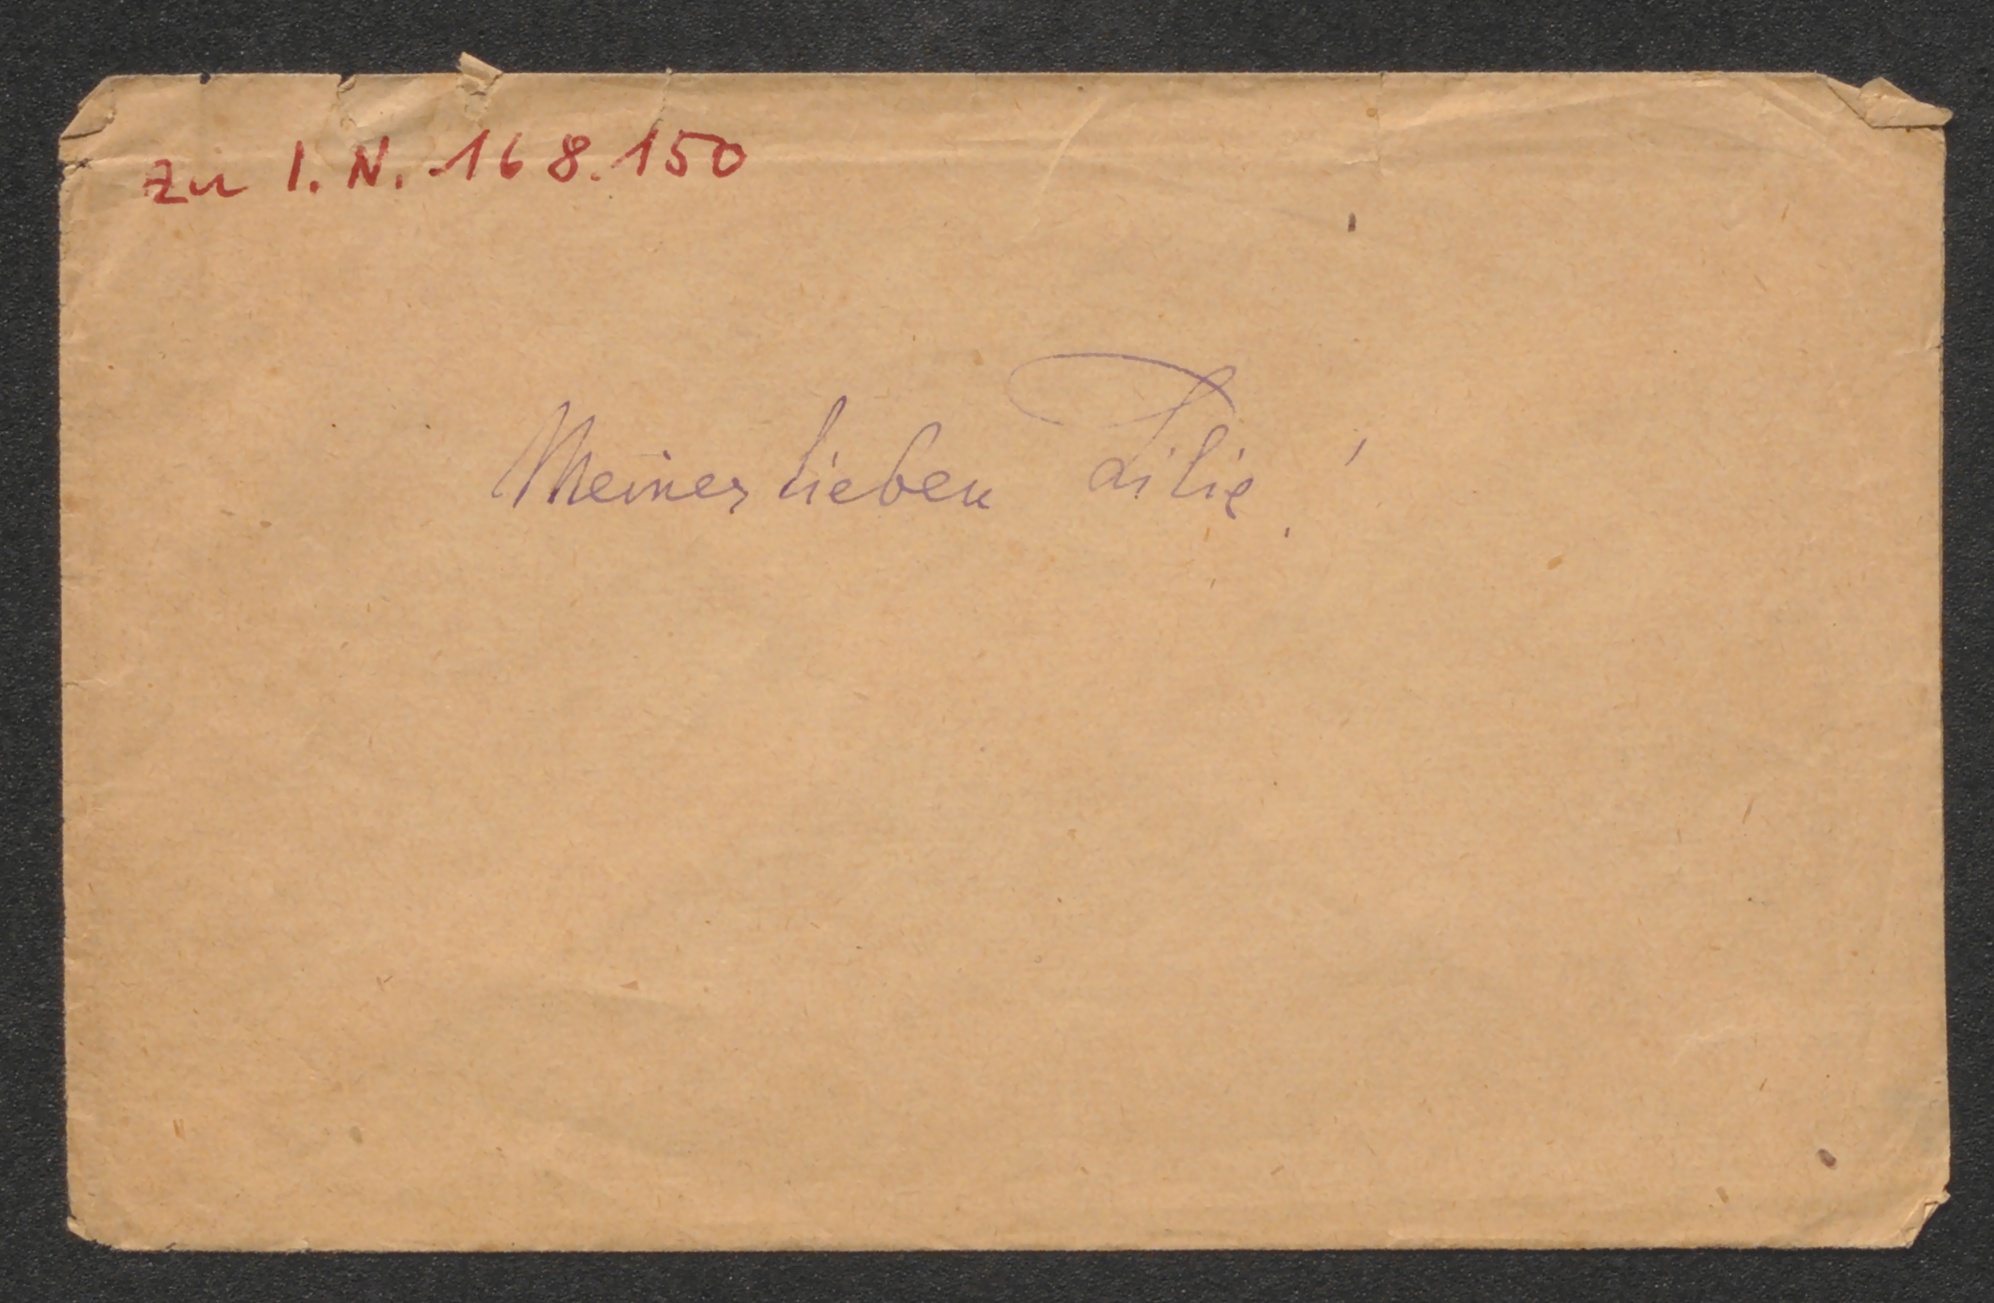 zu I. N. 168.150
Meiner lieben Lilie!